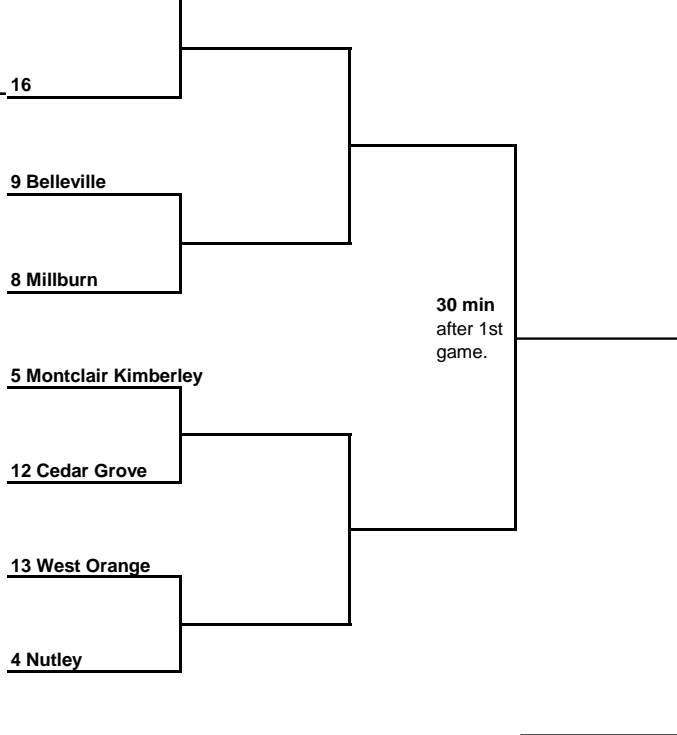 16
9 Belleville
8 Millburn
30 min
after 1st
game.
5 Montclair Kimberley
12 Cedar Grove
13 West Orange
4 Nutley